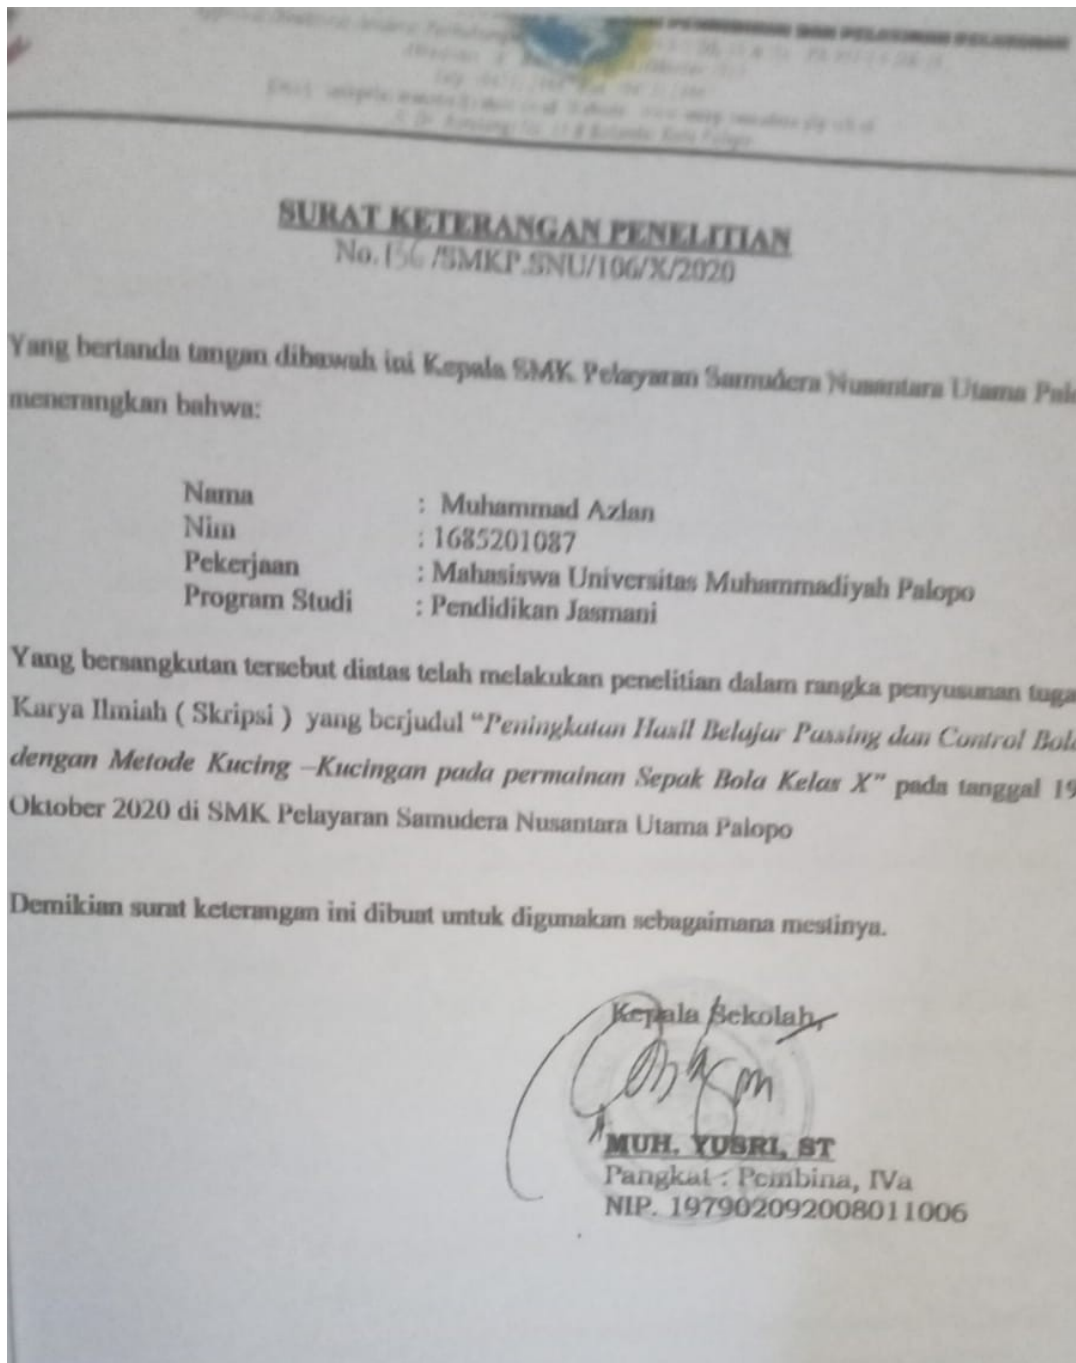 SURAT KETERANGAN PENELITIAN
No. 156 /SMKP.SNU/106/X/2020
Yang bertanda tangan dibawah ini Kepala SMK Pelayaran Samudera Nusantara Utama
menerangkan bahwa:
Nama : Muhammad Azlan
Nim : 1685201087
Pekerjaan : Mahasiswa Universitas Muhammadiyah Palopo
Program Studi : Pendidikan Jasmani
Yang bersangkutan tersebut diatas telah melakukan penelitian dalam rangka penyusunan tuga
Karya Ilmiah ( Skripsi ) yang berjudul "Peningkatan Hasil Belajar Passing dan Control Bola
dengan Metode Kucing –Kucingan pada permainan Sepak Bola Kelas X" pada tanggal 19
Oktober 2020 di SMK Pelayaran Samudera Nusantara Utama Palopo
Demikian surat keterangan ini dibuat untuk digunakan sebagaimana mestinya.
Kepala Sekolah,
MUH. YUSRI, ST
Pangkat : Pembina, IVa
NIP. 197902092008011006